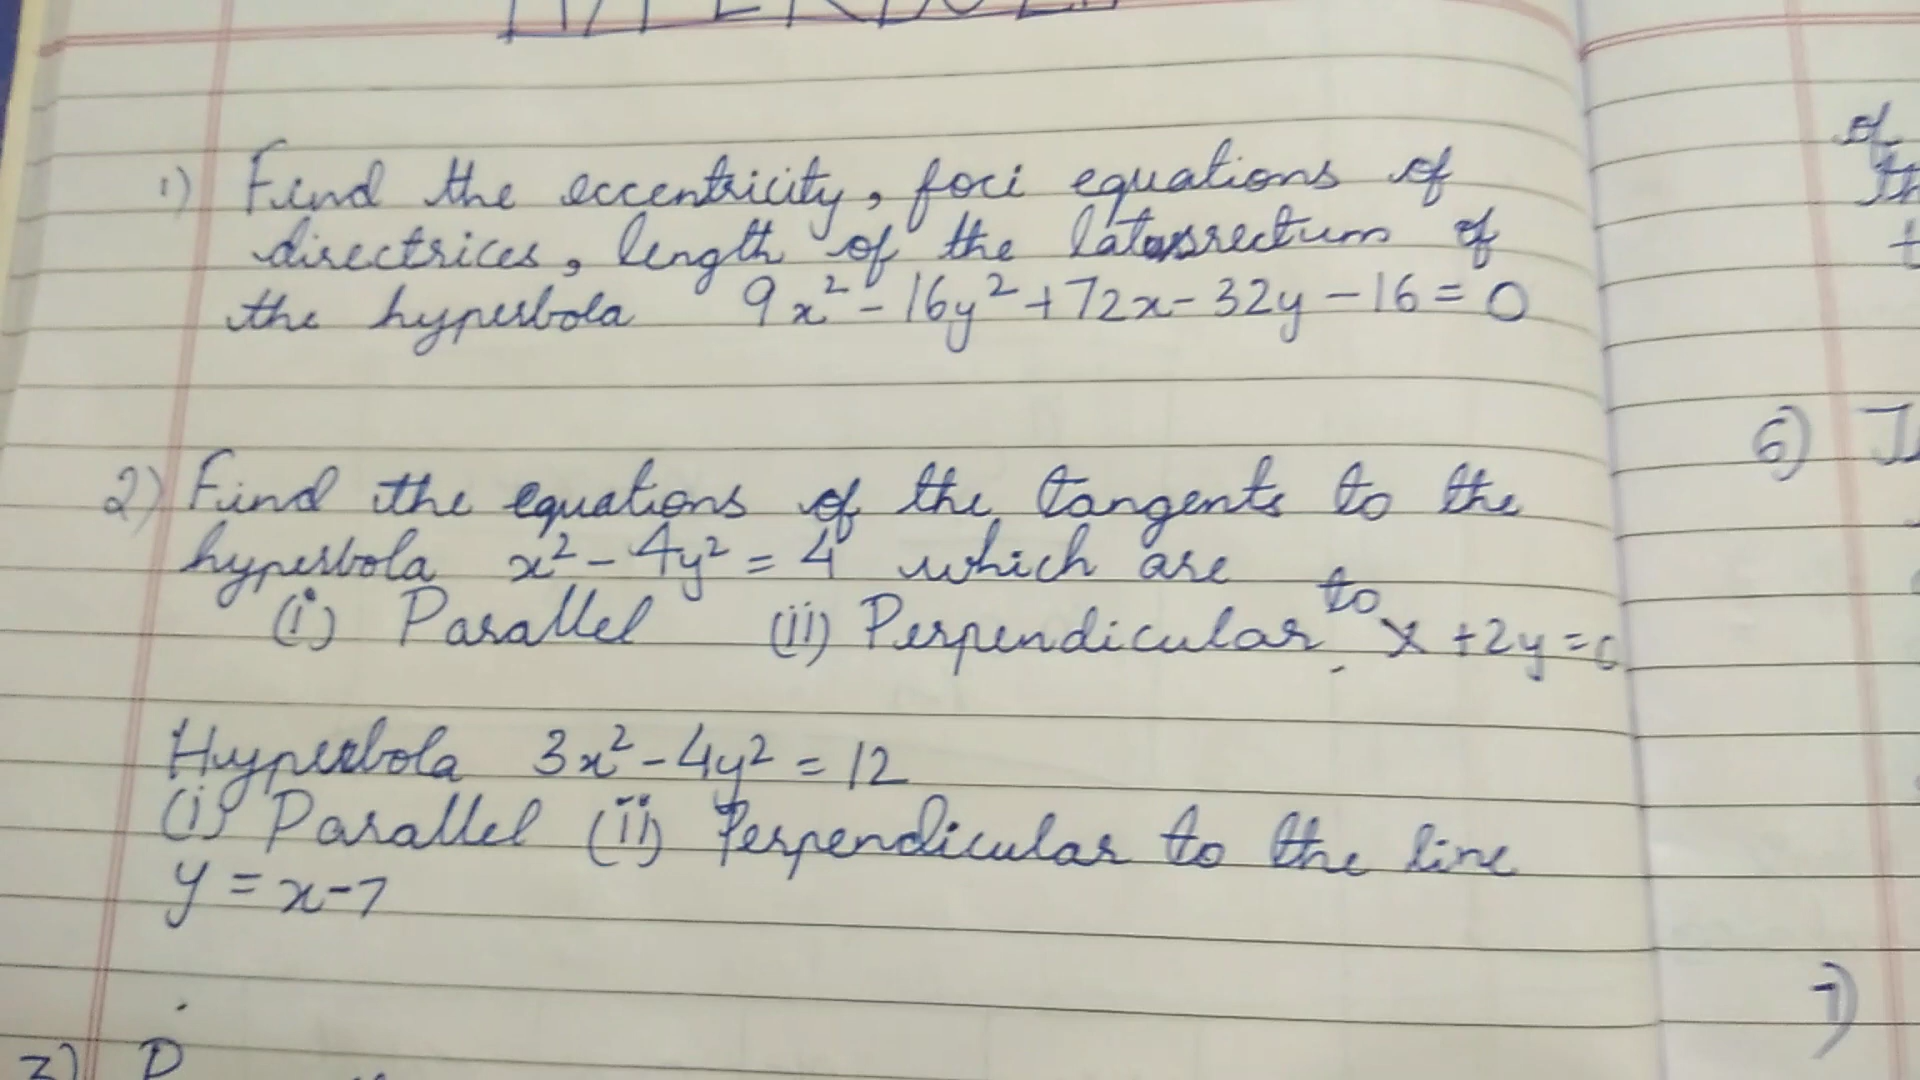 1) Find the eccentricity, foci equations of
directrices, length of the latusrectum of
the hyperbola 9x² - 16y² + 72x - 32y - 16 = 0
2) Find the equations of the tangents to the
hyperbola x² - 4y² = 4 which are
(i) Parallel (ii) Perpendicular to x + 2y = 0
Hyperbola 3x² - 4y² = 12
(i) Parallel (ii) Perpendicular to the line
y = x - 7
3) P
of
6)
7)